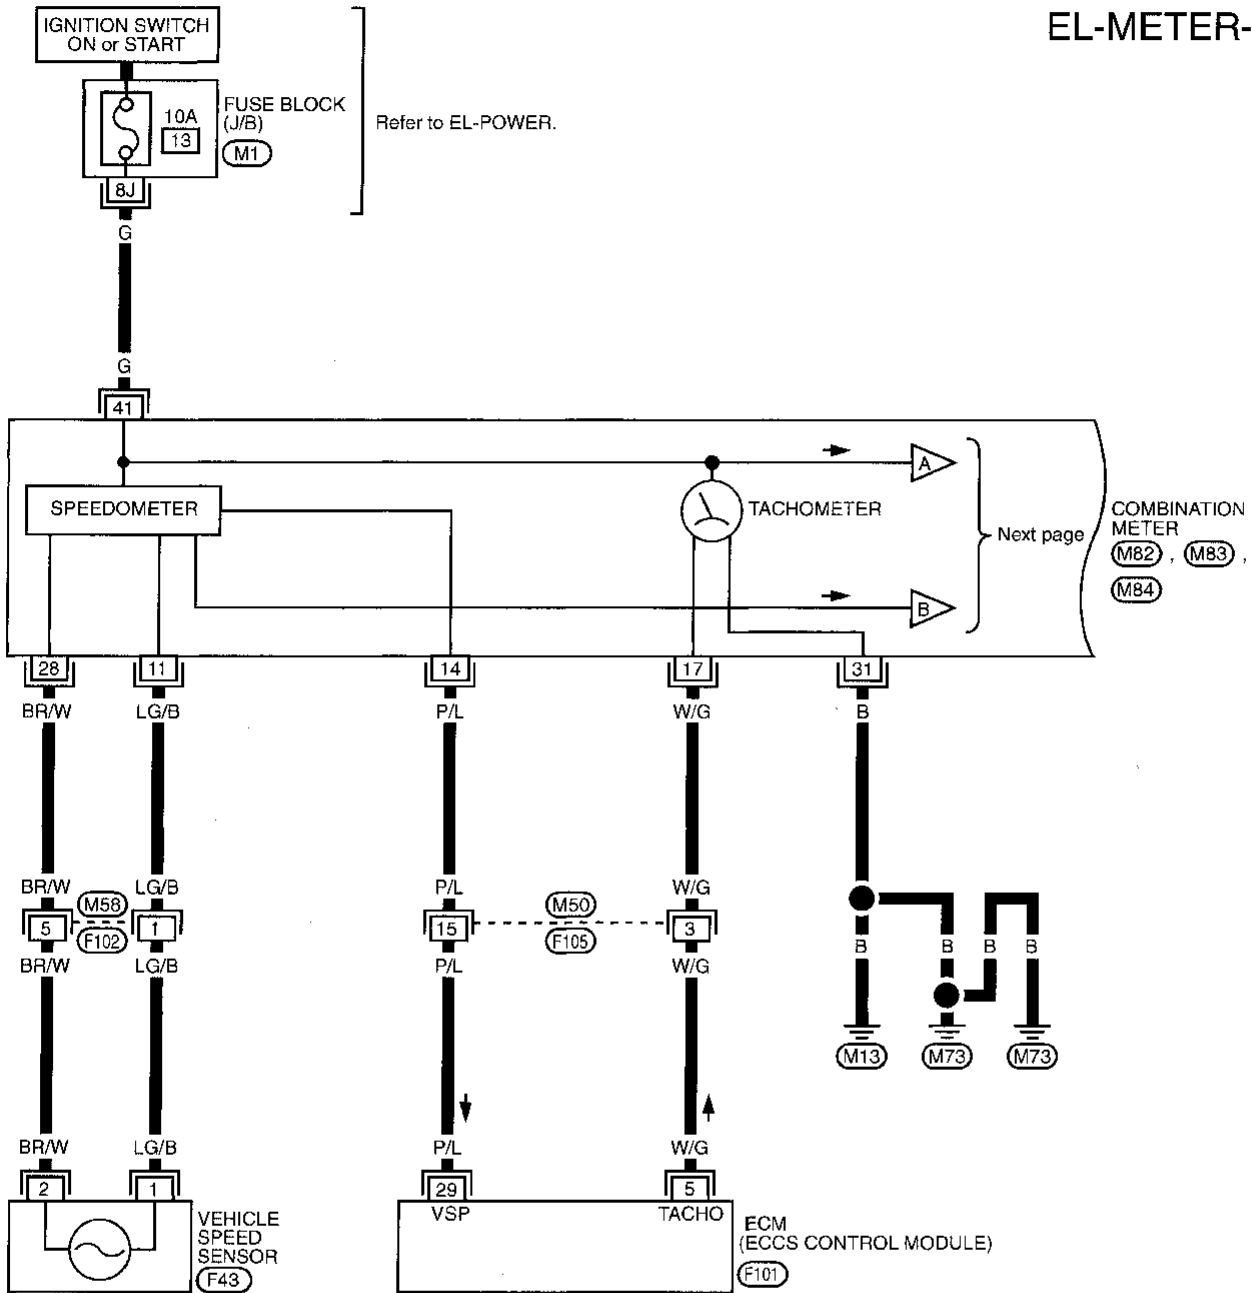 EL-METER-
IGNITION SWITCH
ON or START
10A
13
FUSE BLOCK
(J/B)
M1
Refer to EL-POWER.
8J
G
G
41
SPEEDOMETER
TACHOMETER
A
B
Next page
COMBINATION
METER
M82 , M83 ,
M84
28 11 14 17 31
BR/W LG/B P/L W/G B
BR/W LG/B P/L W/G
M58 M50
5 1 15 3
F102 F105
BR/W LG/B P/L W/G
B B B B
M13 M73 M73
BR/W LG/B P/L W/G
2 1 29 5
VSP TACHO
VEHICLE
SPEED
SENSOR
F43
ECM
(ECCS CONTROL MODULE)
F101